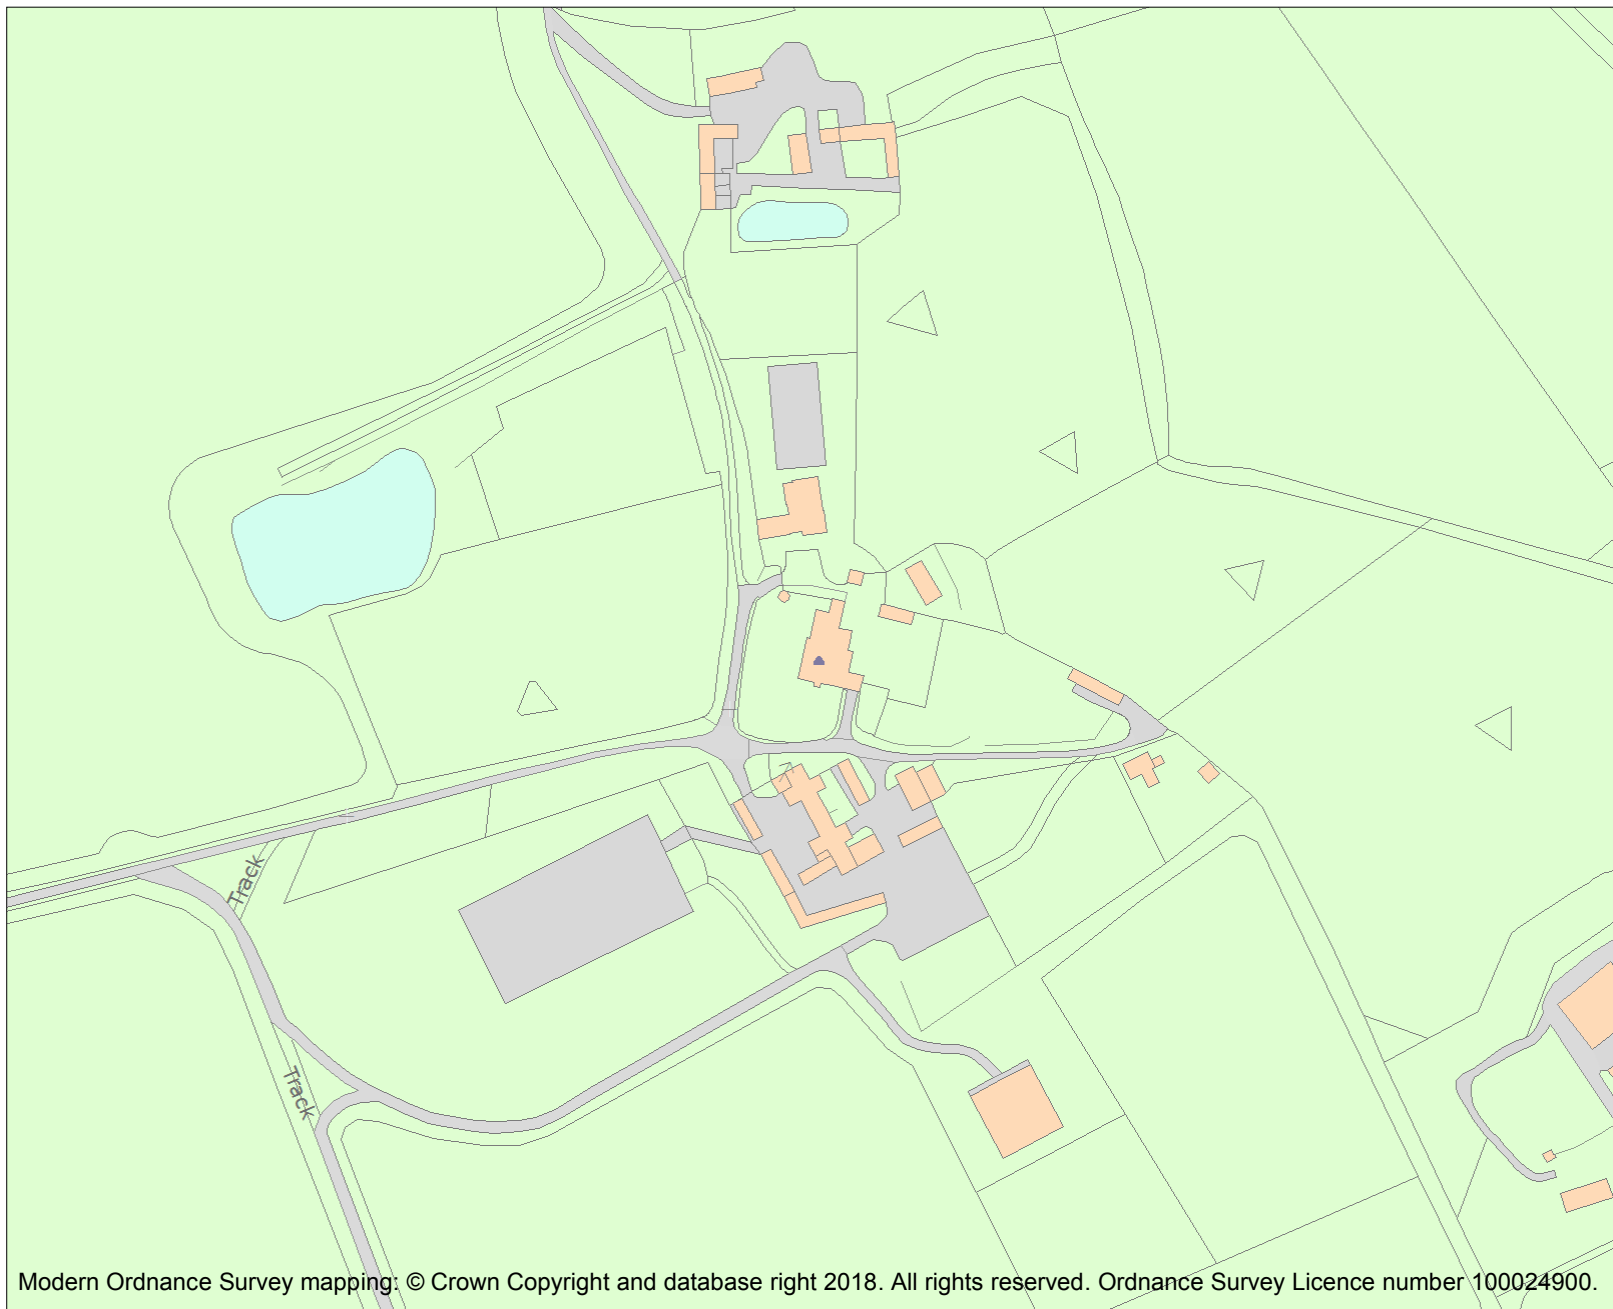 Track
Track
Modern Ordnance Survey mapping: © Crown Copyright and database right 2018. All rights reserved. Ordnance Survey Licence number 100024900.